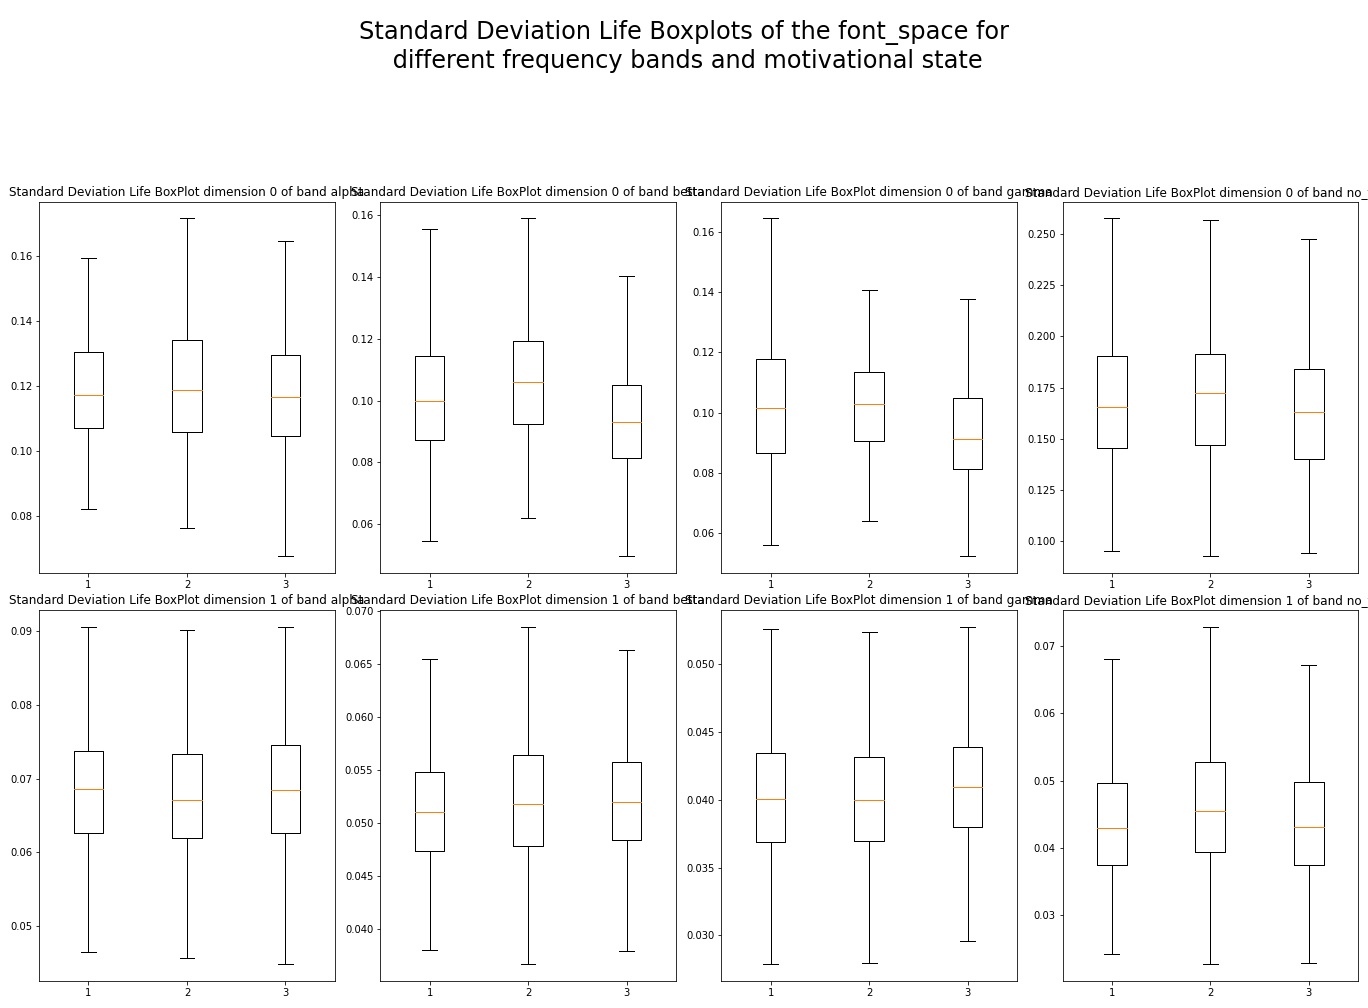 Standard Deviation Life Boxplots of the font_space for
different frequency bands and motivational state
Standard Deviation Life BoxPlot dimension 0 of band alpha
Standard Deviation Life BoxPlot dimension 0 of band
Standard Deviation Life BoxPlot dimension 0 of band gamma
Standard Deviation Life BoxPlot dimension 0 of band no_
0.16
0.14
0.12
0.10
0.08
1 2 3
0.16
0.14
0.12
0.10
0.08
0.06
1 2 3
0.16
0.14
0.12
0.10
0.08
0.06
1 2 3
0.250
0.225
0.200
0.175
0.150
0.125
0.100
1 2 3
Standard Deviation Life BoxPlot dimension 1 of band alpha
Standard Deviation Life BoxPlot dimension 1 of band
Standard Deviation Life BoxPlot dimension 1 of band gamma
Standard Deviation Life BoxPlot dimension 1 of band no_
0.09
0.08
0.07
0.06
0.05
1 2 3
0.070
0.065
0.060
0.055
0.050
0.045
0.040
1 2 3
0.050
0.045
0.040
0.035
0.030
1 2 3
0.07
0.06
0.05
0.04
0.03
1 2 3